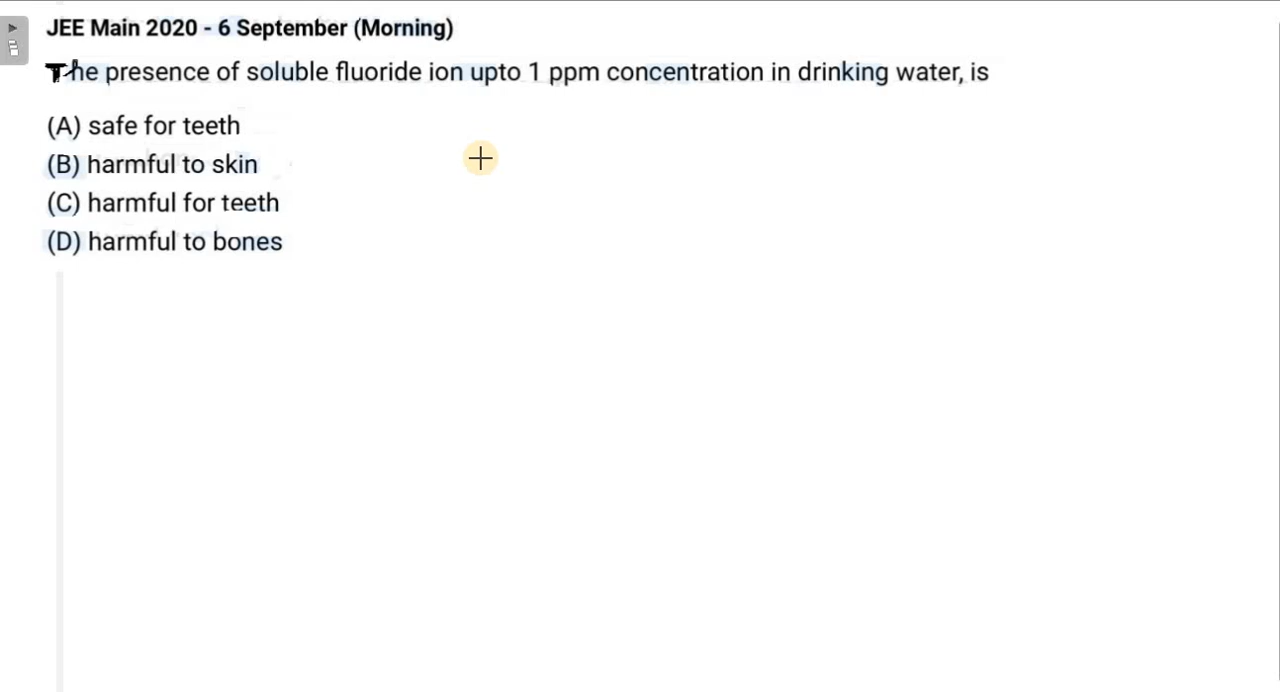 JEE Main 2020 - 6 September (Morning)
The presence of soluble fluoride ion upto 1 ppm concentration in drinking water, is
(A) safe for teeth
(B) harmful to skin
(C) harmful for teeth
(D) harmful to bones